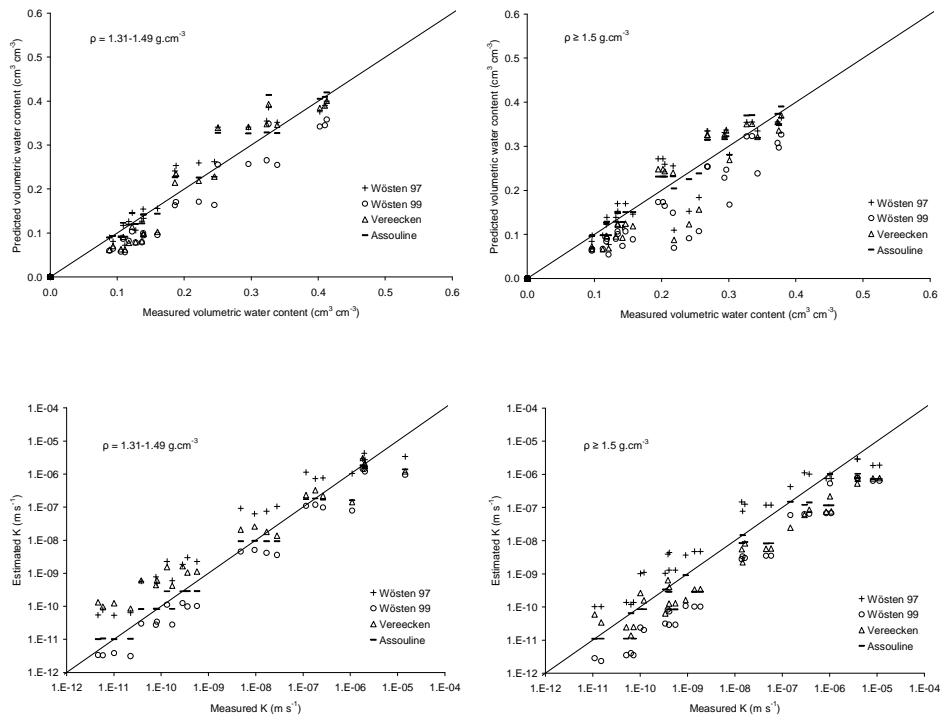 0.6
ρ = 1.31-1.49 g.cm⁻³
0.5
0.4
0.3
0.2
0.1
0.0
0.0 0.1 0.2 0.3 0.4 0.5 0.6
Predicted volumetric water content (cm³ cm⁻³)
Measured volumetric water content (cm³ cm⁻³)
Wösten 97
Wösten 99
Vereecken
Assouline
0.6
ρ ≥ 1.5 g.cm⁻³
0.5
0.4
0.3
0.2
0.1
0.0
0.0 0.1 0.2 0.3 0.4 0.5 0.6
Predicted volumetric water content (cm³ cm⁻³)
Measured volumetric water content (cm³ cm⁻³)
Wösten 97
Wösten 99
Vereecken
Assouline
1.E-04
ρ = 1.31-1.49 g.cm⁻³
1.E-05
1.E-06
1.E-07
1.E-08
1.E-09
1.E-10
1.E-11
1.E-12
1.E-12 1.E-11 1.E-10 1.E-09 1.E-08 1.E-07 1.E-06 1.E-05 1.E-04
Estimated K (m s⁻¹)
Measured K (m s⁻¹)
Wösten 97
Wösten 99
Vereecken
Assouline
1.E-04
ρ ≥ 1.5 g.cm⁻³
1.E-05
1.E-06
1.E-07
1.E-08
1.E-09
1.E-10
1.E-11
1.E-12
1.E-12 1.E-11 1.E-10 1.E-09 1.E-08 1.E-07 1.E-06 1.E-05 1.E-04
Estimated K (m s⁻¹)
Measured K (m s⁻¹)
Wösten 97
Wösten 99
Vereecken
Assouline